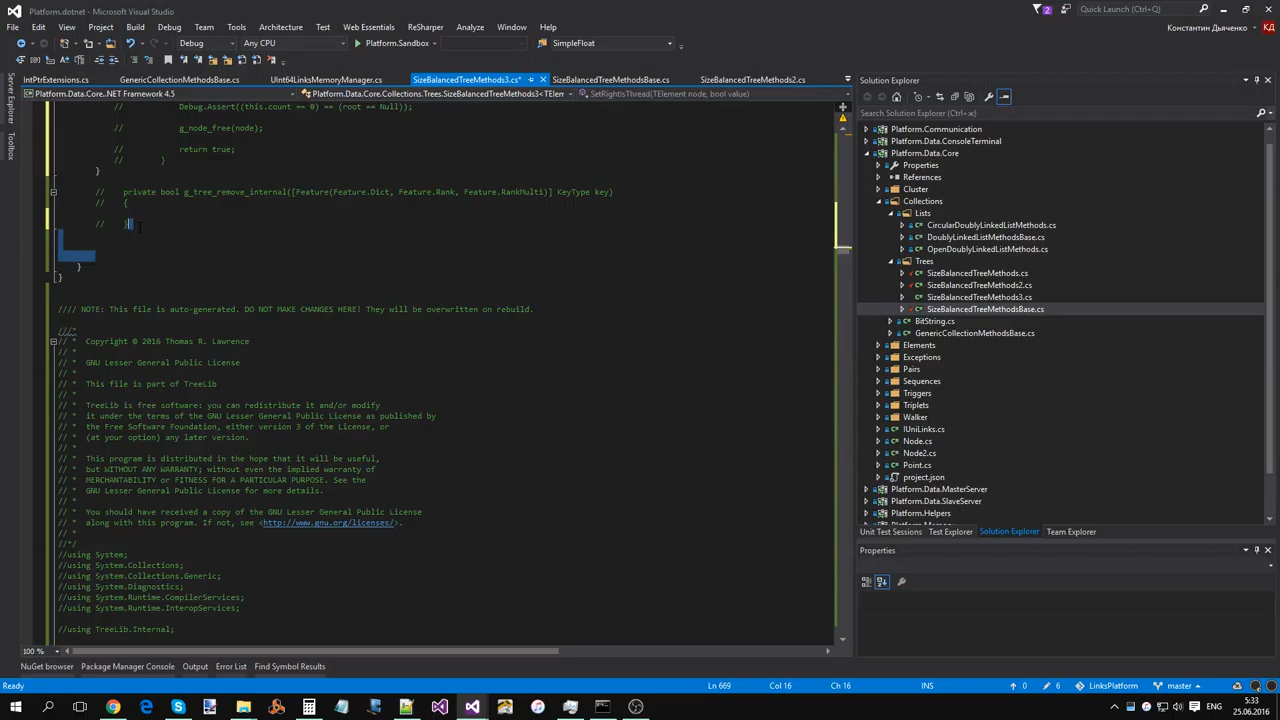 Platform.dotnet - Microsoft Visual Studio
2
Quick Launch (Ctrl+Q)
File Edit View Project Build Debug Team Tools Test Web Essentials ReSharper Analyze Window Help
Константин Дьяченко КД
Debug Any CPU Platform.Sandbox SimpleFloat
IntPtrExtensions.cs GenericCollectionMethodsBase.cs UInt64LinksMemoryManager.cs SizeBalancedTreeMethods3.cs* SizeBalancedTreeMethodsBase.cs SizeBalancedTreeMethods2.cs
Platform.Data.Core..NET Framework 4.5 Platform.Data.Core.Collections.Trees.SizeBalancedTreeMethods3<TElem SetRightIsThread(TElement node, bool value)
Server Explorer
Toolbox
// Debug.Assert((this.count == 0) == (root == Null));
// g_node_free(node);
// return true;
// }
}
// private bool g_tree_remove_internal([Feature(Feature.Dict, Feature.Rank, Feature.RankMulti)] KeyType key)
// {
// }
}
}
//// NOTE: This file is auto-generated. DO NOT MAKE CHANGES HERE! They will be overwritten on rebuild.
///*
// * Copyright © 2016 Thomas R. Lawrence
// *
// * GNU Lesser General Public License
// *
// * This file is part of TreeLib
// *
// * TreeLib is free software: you can redistribute it and/or modify
// * it under the terms of the GNU Lesser General Public License as published by
// * the Free Software Foundation, either version 3 of the License, or
// * (at your option) any later version.
// *
// * This program is distributed in the hope that it will be useful,
// * but WITHOUT ANY WARRANTY; without even the implied warranty of
// * MERCHANTABILITY or FITNESS FOR A PARTICULAR PURPOSE. See the
// * GNU Lesser General Public License for more details.
// *
// * You should have received a copy of the GNU Lesser General Public License
// * along with this program. If not, see <http://www.gnu.org/licenses/>.
// *
//*/
//using System;
//using System.Collections;
//using System.Collections.Generic;
//using System.Diagnostics;
//using System.Runtime.CompilerServices;
//using System.Runtime.InteropServices;
//using TreeLib.Internal;
100 %
Solution Explorer
Search Solution Explorer (Ctrl+ж)
Platform.Communication
Platform.Data.ConsoleTerminal
Platform.Data.Core
Properties
References
Cluster
Collections
Lists
CircularDoublyLinkedListMethods.cs
DoublyLinkedListMethodsBase.cs
OpenDoublyLinkedListMethods.cs
Trees
SizeBalancedTreeMethods.cs
SizeBalancedTreeMethods2.cs
SizeBalancedTreeMethods3.cs
SizeBalancedTreeMethodsBase.cs
BitString.cs
GenericCollectionMethodsBase.cs
Elements
Exceptions
Pairs
Sequences
Triggers
Triplets
Walker
IUniLinks.cs
Node.cs
Node2.cs
Point.cs
project.json
Platform.Data.MasterServer
Platform.Data.SlaveServer
Platform.Helpers
Platform.Memory
Unit Test Sessions Test Explorer Solution Explorer Team Explorer
Properties
NuGet browser Package Manager Console Output Error List Find Symbol Results
Ready Ln 669 Col 16 Ch 16 INS 0 6 LinksPlatform master
5:33
25.06.2016